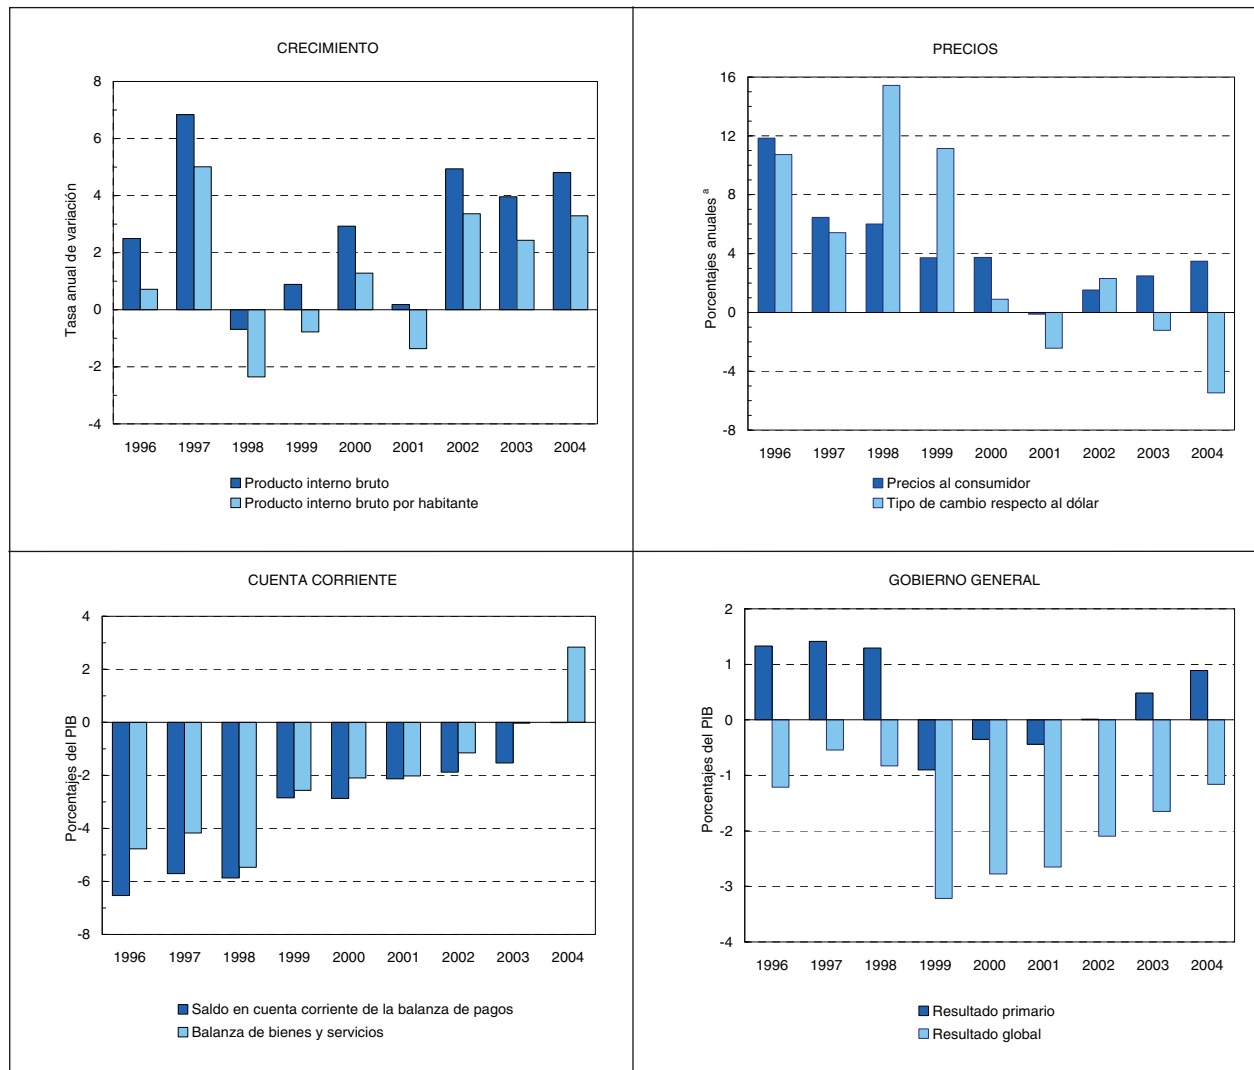 CRECIMIENTO
Tasa anual de variación
8
6
4
2
0
-2
-4
1996 1997 1998 1999 2000 2001 2002 2003 2004
Producto interno bruto
Producto interno bruto por habitante
PRECIOS
Porcentajes anuales a
16
12
8
4
0
-4
-8
1996 1997 1998 1999 2000 2001 2002 2003 2004
Precios al consumidor
Tipo de cambio respecto al dólar
CUENTA CORRIENTE
Porcentajes del PIB
4
2
0
-2
-4
-6
-8
1996 1997 1998 1999 2000 2001 2002 2003 2004
Saldo en cuenta corriente de la balanza de pagos
Balanza de bienes y servicios
GOBIERNO GENERAL
Porcentajes del PIB
2
1
0
-1
-2
-3
-4
1996 1997 1998 1999 2000 2001 2002 2003 2004
Resultado primario
Resultado global